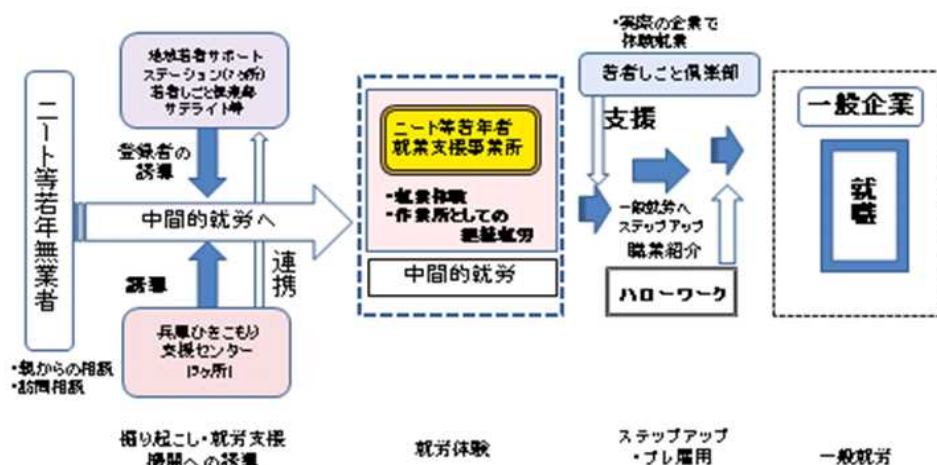 ニート等若年無業者
・親からの相談
・訪問相談
地域若者サポート
ステーション(7ヶ所)
若者しごと倶楽部
サテライト等
登録者の
誘導
中間的就労へ
誘導
連携
兵庫ひきこもり
支援センター
(5ヶ所)
掘り起こし・就労支援
機関への誘導
ニート等若年者
就業支援事業所
・就業体験
・作業所としての
継続就労
中間的就労
就労体験
・実際の企業で
体験就業
若者しごと倶楽部
支援
一般就労へ
ステップアップ
職業紹介
ハローワーク
ステップアップ
・プレ雇用
一般企業
就職
一般就労